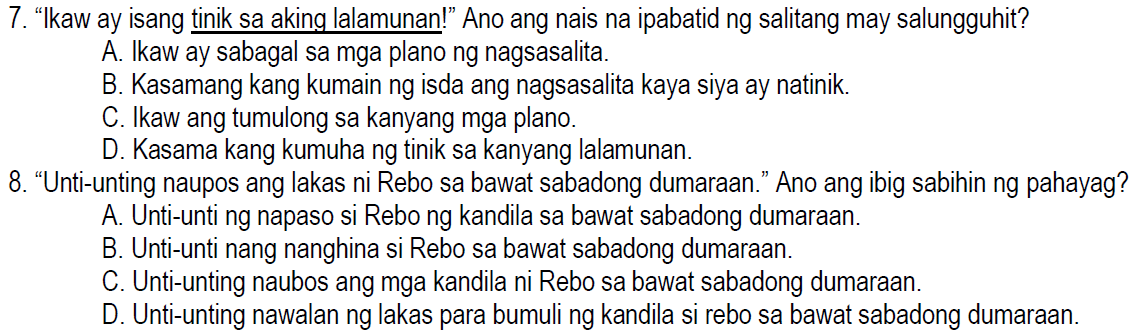 7. “Ikaw ay isang tinik sa aking lalamunan!” Ano ang nais na ipabatid ng salitang may salungguhit?
A. Ikaw ay sabagal sa mga plano ng nagsasalita.
B. Kasamang kang kumain ng isda ang nagsasalita kaya siya ay natinik.
C. Ikaw ang tumulong sa kanyang mga plano.
D. Kasama kang kumuha ng tinik sa kanyang lalamunan.
8. “Unti-unting naupos ang lakas ni Rebo sa bawat sabadong dumaraan.” Ano ang ibig sabihin ng pahayag?
A. Unti-unti ng napaso si Rebo ng kandila sa bawat sabadong dumaraan.
B. Unti-unti nang nanghina si Rebo sa bawat sabadong dumaraan.
C. Unti-unting naubos ang mga kandila ni Rebo sa bawat sabadong dumaraan.
D. Unti-unting nawalan ng lakas para bumuli ng kandila si rebo sa bawat sabadong dumaraan.